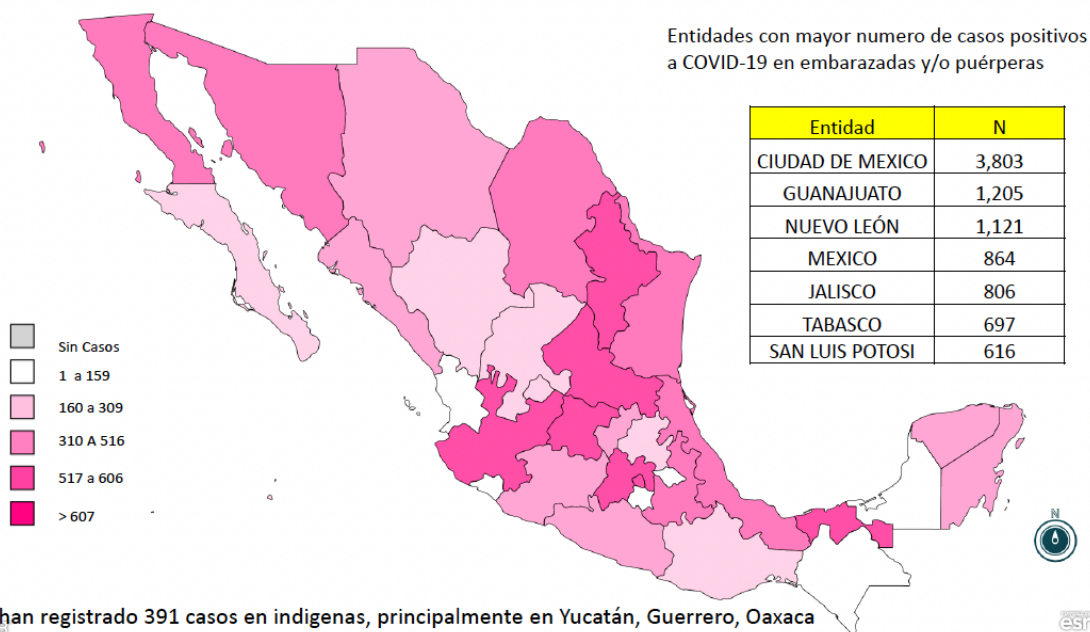 Entidades con mayor numero de casos positivos
a COVID-19 en embarazadas y/o puérperas
Entidad N
CIUDAD DE MEXICO 3,803
GUANAJUATO 1,205
NUEVO LEÓN 1,121
MEXICO 864
JALISCO 806
TABASCO 697
SAN LUIS POTOSI 616
Sin Casos
1 a 159
160 a 309
310 A 516
517 a 606
> 607
N
han registrado 391 casos en indigenas, principalmente en Yucatán, Guerrero, Oaxaca